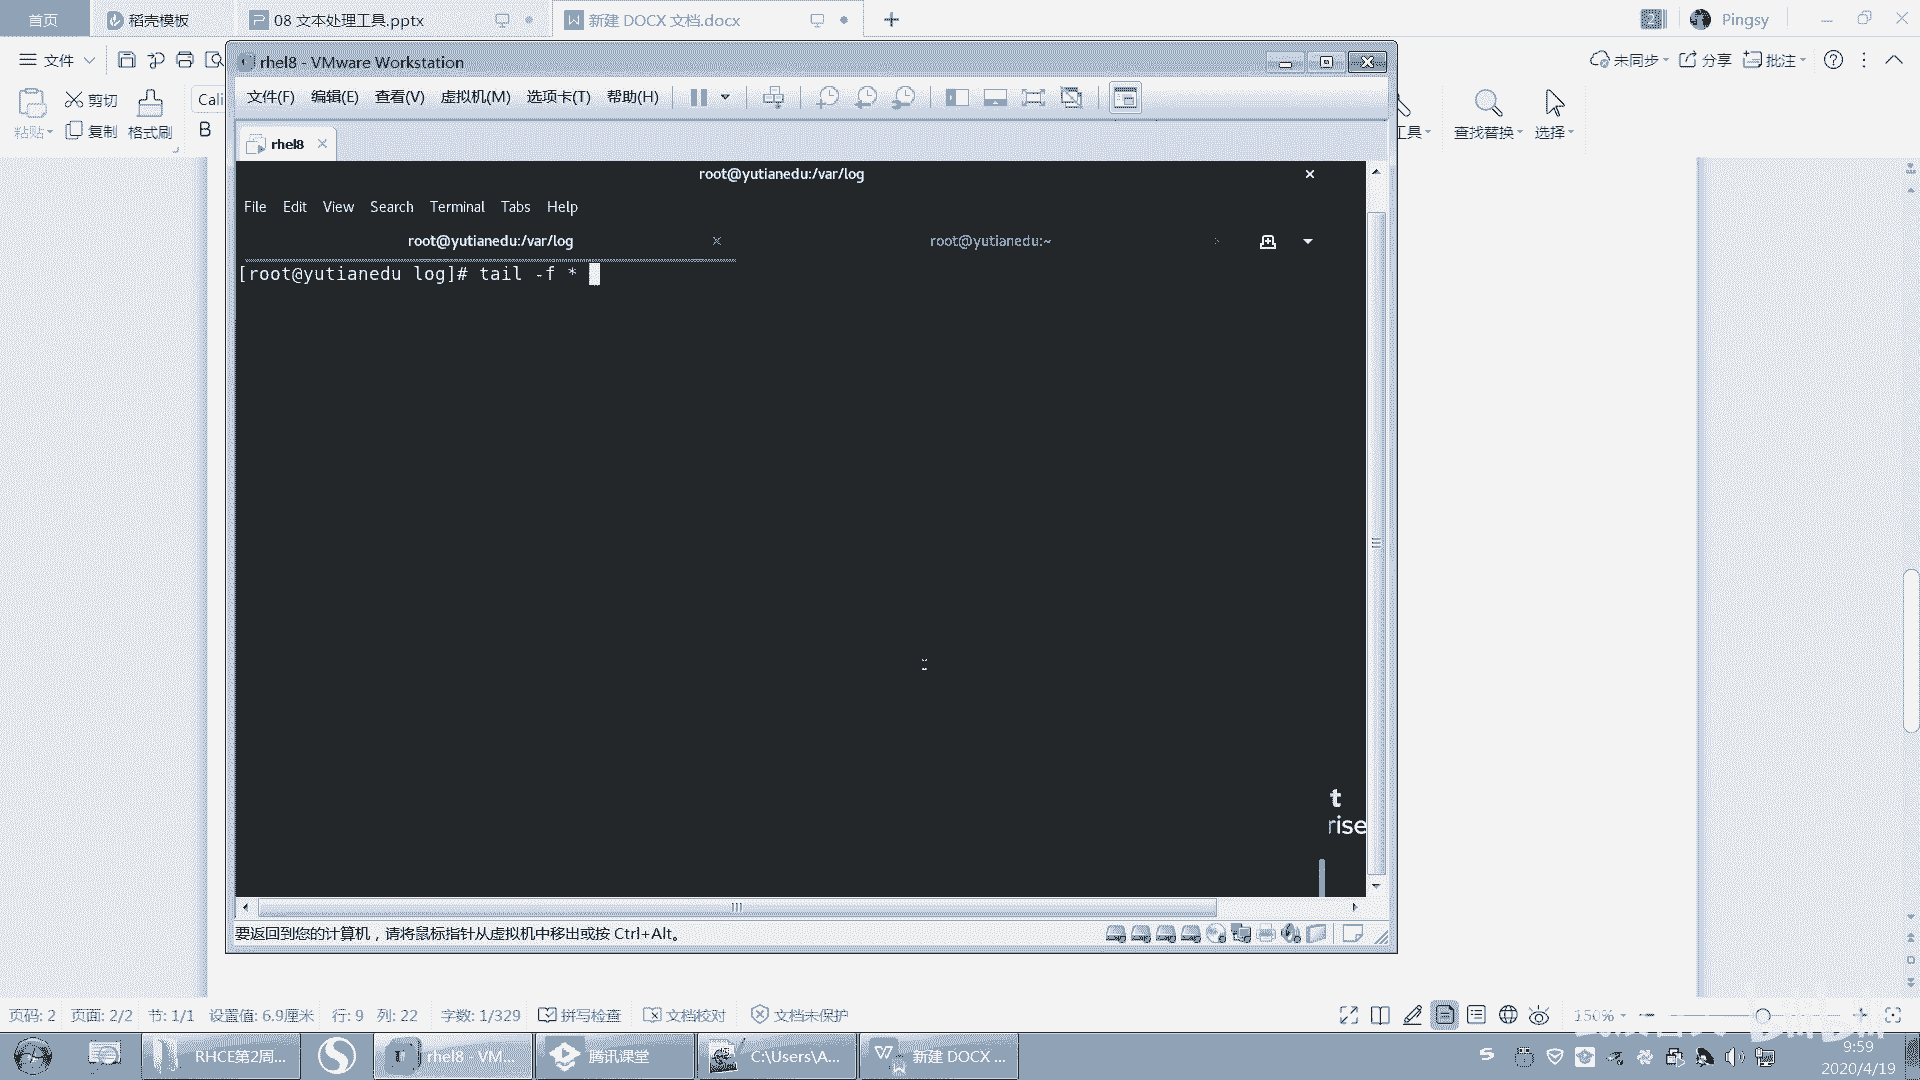 首页
稻壳模板
08 文本处理工具.pptx
新建 DOCX 文档.docx
Pingsy
文件
未同步
分享
批注
粘贴
剪切
复制
格式刷
Cali
B
工具
查找替换
选择
rhel8 - VMware Workstation
文件(F) 编辑(E) 查看(V) 虚拟机(M) 选项卡(T) 帮助(H)
rhel8
root@yutianedu:/var/log
File Edit View Search Terminal Tabs Help
root@yutianedu:/var/log
root@yutianedu:~
[root@yutianedu log]# tail -f *
t
rise
要返回到您的计算机，请将鼠标指针从虚拟机中移出或按 Ctrl+Alt。
页码: 2 页面: 2/2 节: 1/1 设置值: 6.9厘米 行: 9 列: 22 字数: 1/329 拼写检查 文档校对 文档未保护
150%
RHCE第2周...
rhel8 - VM...
腾讯课堂
C:\Users\A...
新建 DOCX ...
9:59
2020/4/19